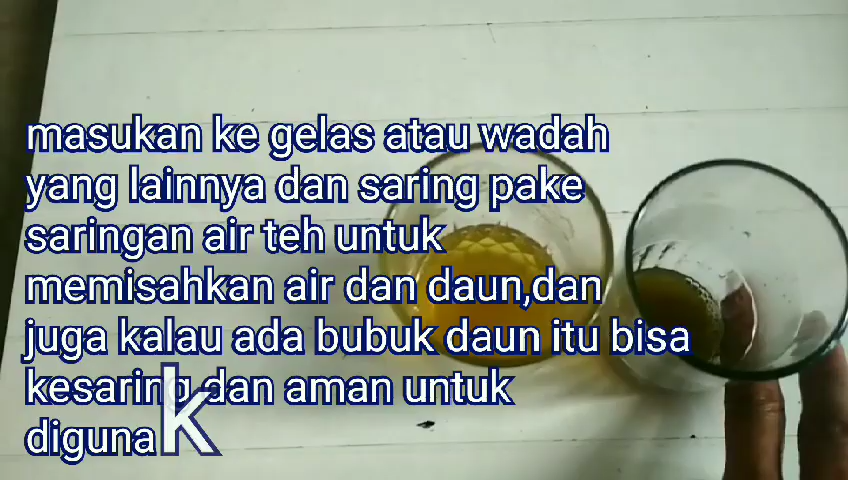 masukan ke gelas atau wadah
yang lainnya dan saring pake
saringan air teh untuk
memisahkan air dan daun,dan
juga kalau ada bubuk daun itu bisa
kesaring dan aman untuk
digunak